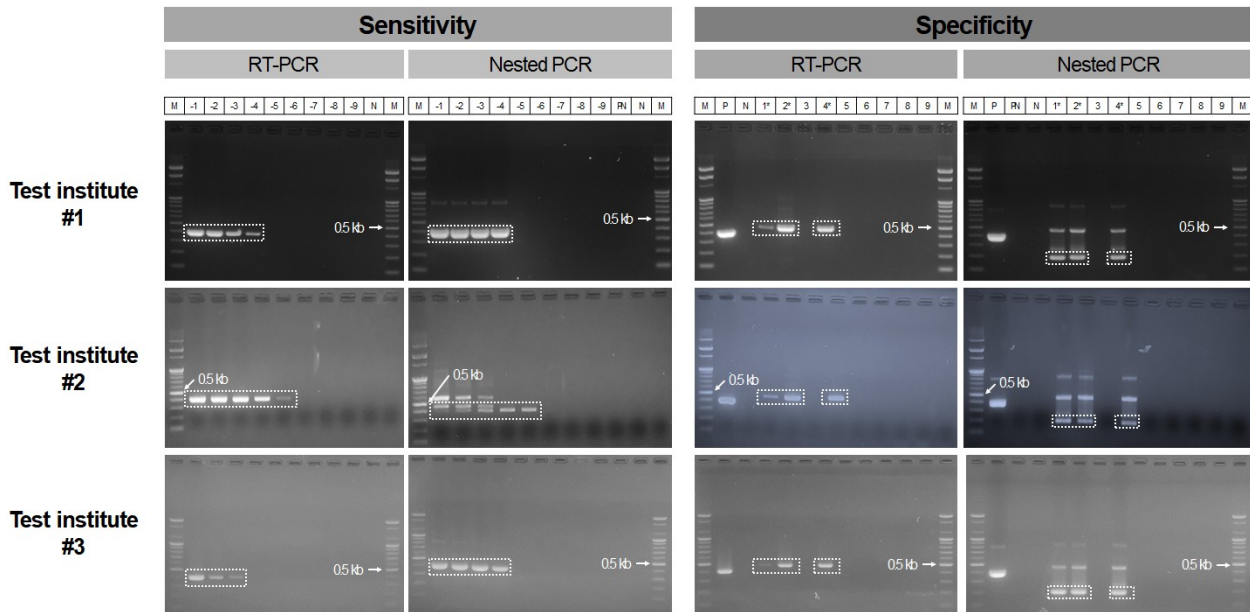 Sensitivity
Specificity
RT-PCR
Nested PCR
RT-PCR
Nested PCR
M -1 -2 -3 -4 -5 -6 -7 -8 -9 N M
M -1 -2 -3 -4 -5 -6 -7 -8 -9 PN N M
M P N 1* 2* 3 4* 5 6 7 8 9 M
M P PN N 1* 2* 3 4* 5 6 7 8 9 M
Test institute
#1
0.5 kb
0.5 kb
0.5 kb
0.5 kb
Test institute
#2
0.5 kb
0.5 kb
0.5 kb
0.5 kb
Test institute
#3
0.5 kb
0.5 kb
0.5 kb
0.5 kb